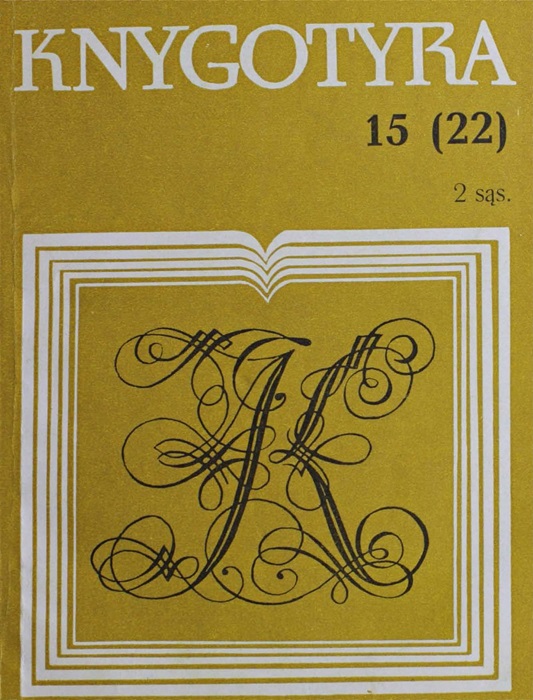 KNYGOTYRA
15 (22)
2 sąs.
K